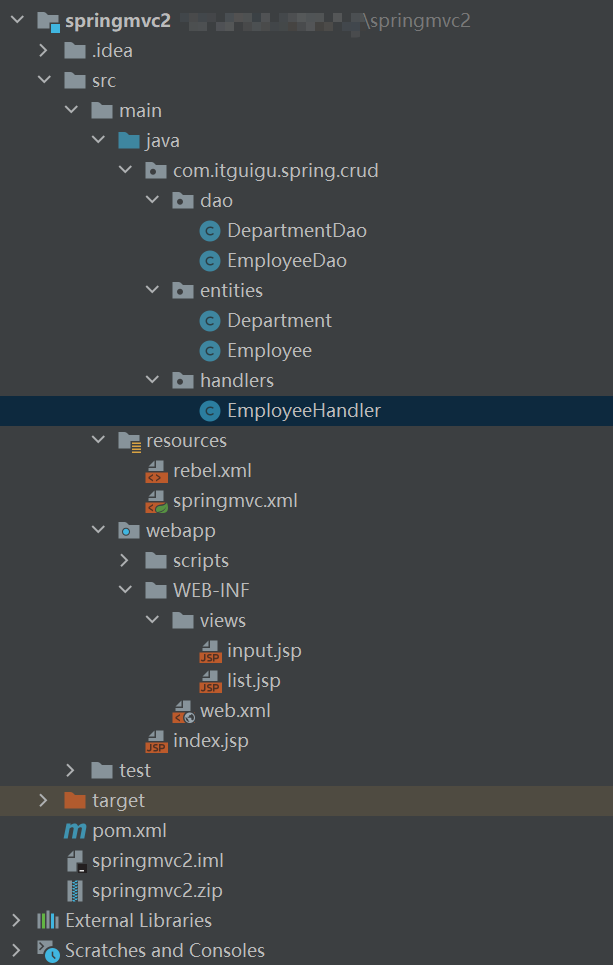 springmvc2 \springmvc2
.idea
src
main
java
com.itguigu.spring.crud
dao
DepartmentDao
EmployeeDao
entities
Department
Employee
handlers
EmployeeHandler
resources
rebel.xml
springmvc.xml
webapp
scripts
WEB-INF
views
input.jsp
list.jsp
web.xml
index.jsp
test
target
pom.xml
springmvc2.iml
springmvc2.zip
External Libraries
Scratches and Consoles